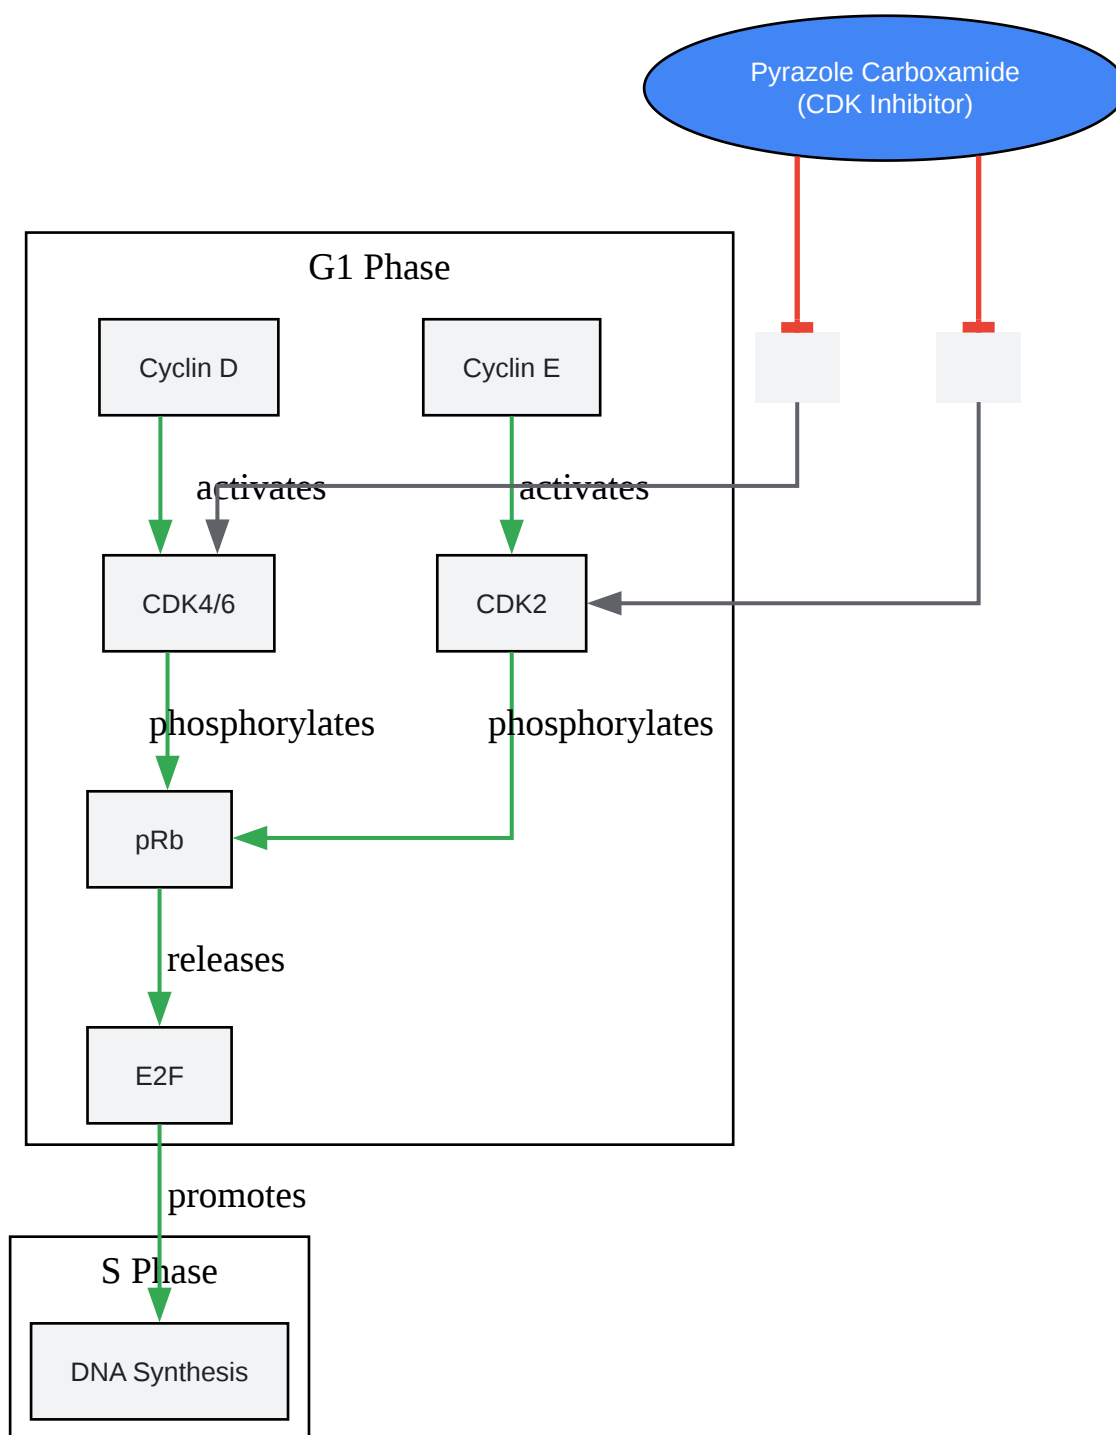 Pyrazole Carboxamide
(CDK Inhibitor)
G1 Phase
Cyclin D
Cyclin E
activates
activates
CDK4/6
CDK2
phosphorylates
phosphorylates
pRb
releases
E2F
promotes
S Phase
DNA Synthesis